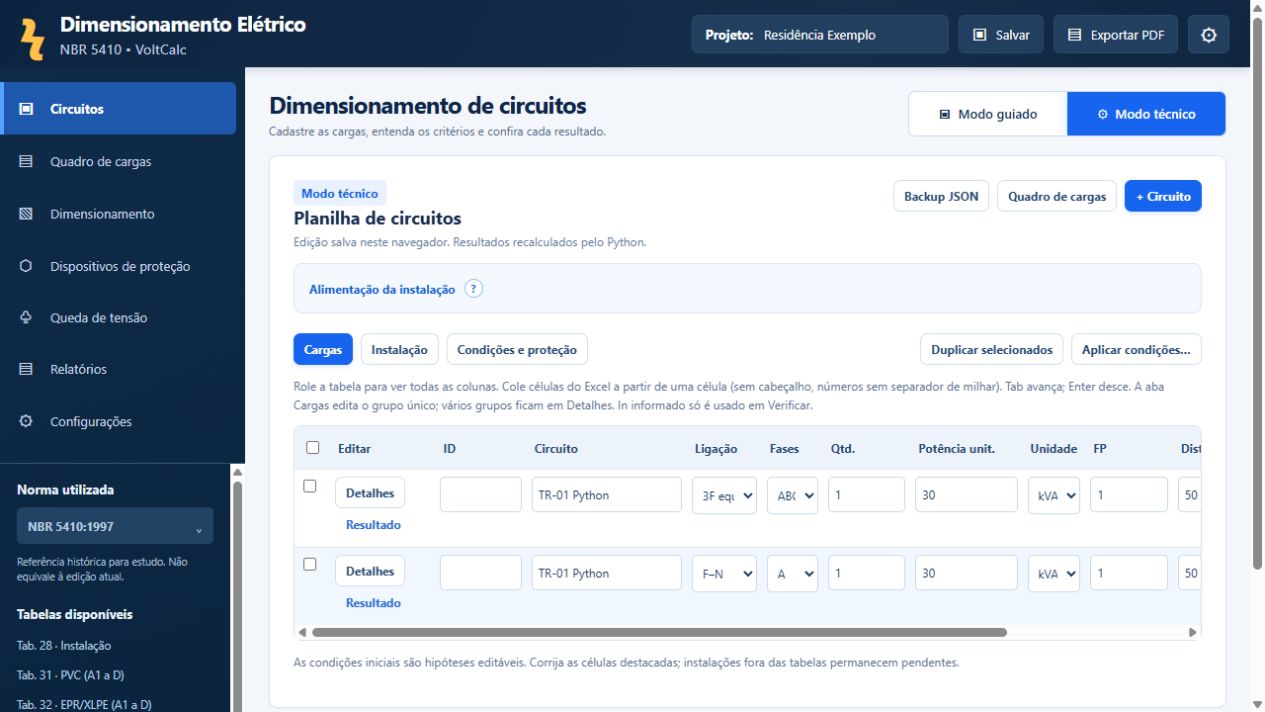 Dimensionamento Elétrico
NBR 5410 • VoltCalc
Projeto: Residência Exemplo
Salvar
Exportar PDF
Circuitos
Quadro de cargas
Dimensionamento
Dispositivos de proteção
Queda de tensão
Relatórios
Configurações
Norma utilizada
NBR 5410:1997
Referência histórica para estudo. Não
equivale à edição atual.
Tabelas disponíveis
Tab. 28 · Instalação
Tab. 31 · PVC (A1 a D)
Tab. 32 · EPR/XLPE (A1 a D)
Dimensionamento de circuitos
Cadastre as cargas, entenda os critérios e confira cada resultado.
Modo guiado
Modo técnico
Modo técnico
Planilha de circuitos
Edição salva neste navegador. Resultados recalculados pelo Python.
Backup JSON
Quadro de cargas
+ Circuito
Alimentação da instalação ?
Cargas
Instalação
Condições e proteção
Duplicar selecionados
Aplicar condições...
Role a tabela para ver todas as colunas. Cole células do Excel a partir de uma célula (sem cabeçalho, números sem separador de milhar). Tab avança; Enter desce. A aba
Cargas edita o grupo único; vários grupos ficam em Detalhes. In informado só é usado em Verificar.
Editar ID Circuito Ligação Fases Qtd. Potência unit. Unidade FP Dist
Detalhes TR-01 Python 3F equ ABC 1 30 kVA 1 50
Resultado
Detalhes TR-01 Python F–N A 1 30 kVA 1 50
Resultado
As condições iniciais são hipóteses editáveis. Corrija as células destacadas; instalações fora das tabelas permanecem pendentes.